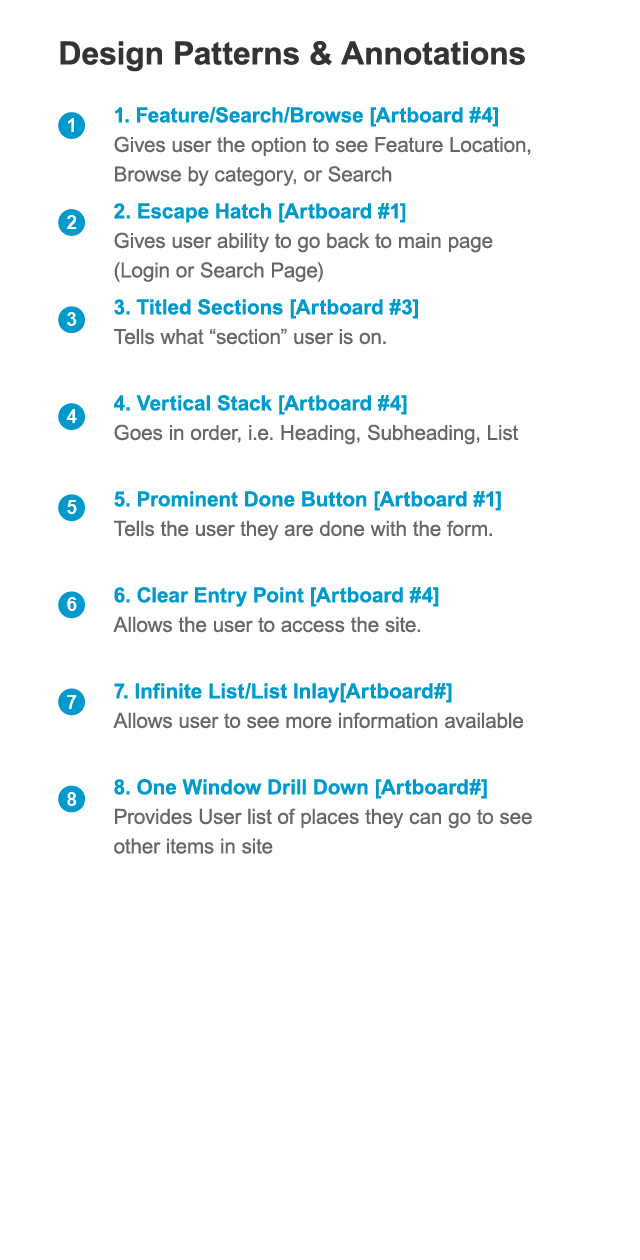 Design Patterns & Annotations
1
1. Feature/Search/Browse [Artboard #4]
Gives user the option to see Feature Location,
Browse by category, or Search
2
2. Escape Hatch [Artboard #1]
Gives user ability to go back to main page
(Login or Search Page)
3
3. Titled Sections [Artboard #3]
Tells what “section” user is on.
4
4. Vertical Stack [Artboard #4]
Goes in order, i.e. Heading, Subheading, List
5
5. Prominent Done Button [Artboard #1]
Tells the user they are done with the form.
6
6. Clear Entry Point [Artboard #4]
Allows the user to access the site.
7
7. Infinite List/List Inlay[Artboard#]
Allows user to see more information available
8
8. One Window Drill Down [Artboard#]
Provides User list of places they can go to see
other items in site